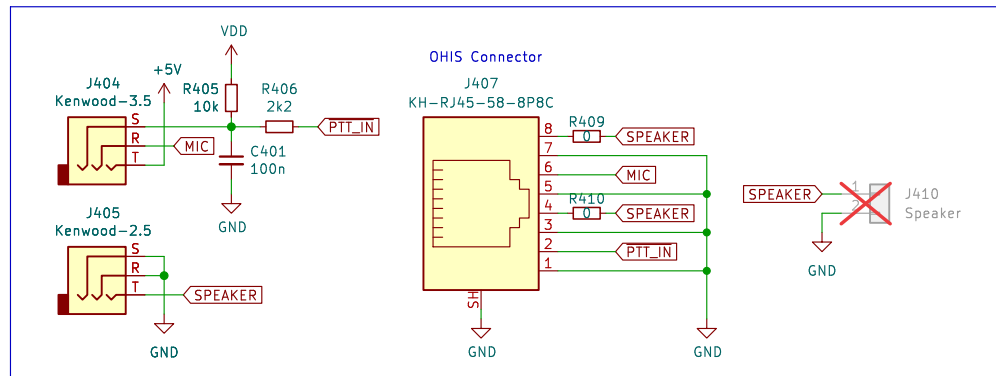 VDD
+5V
OHIS Connector
J404
Kenwood-3.5
R405
10k
R406
2k2
J407
KH-RJ45-58-8P8C
S
R
T
MIC
PTT_IN
C401
100n
GND
8
7
6
5
4
3
2
1
R409
0
SPEAKER
MIC
R410
0
SPEAKER
PTT_IN
SH
GND
GND
J405
Kenwood-2.5
S
R
T
SPEAKER
GND
SPEAKER
1
2
J410
Speaker
GND